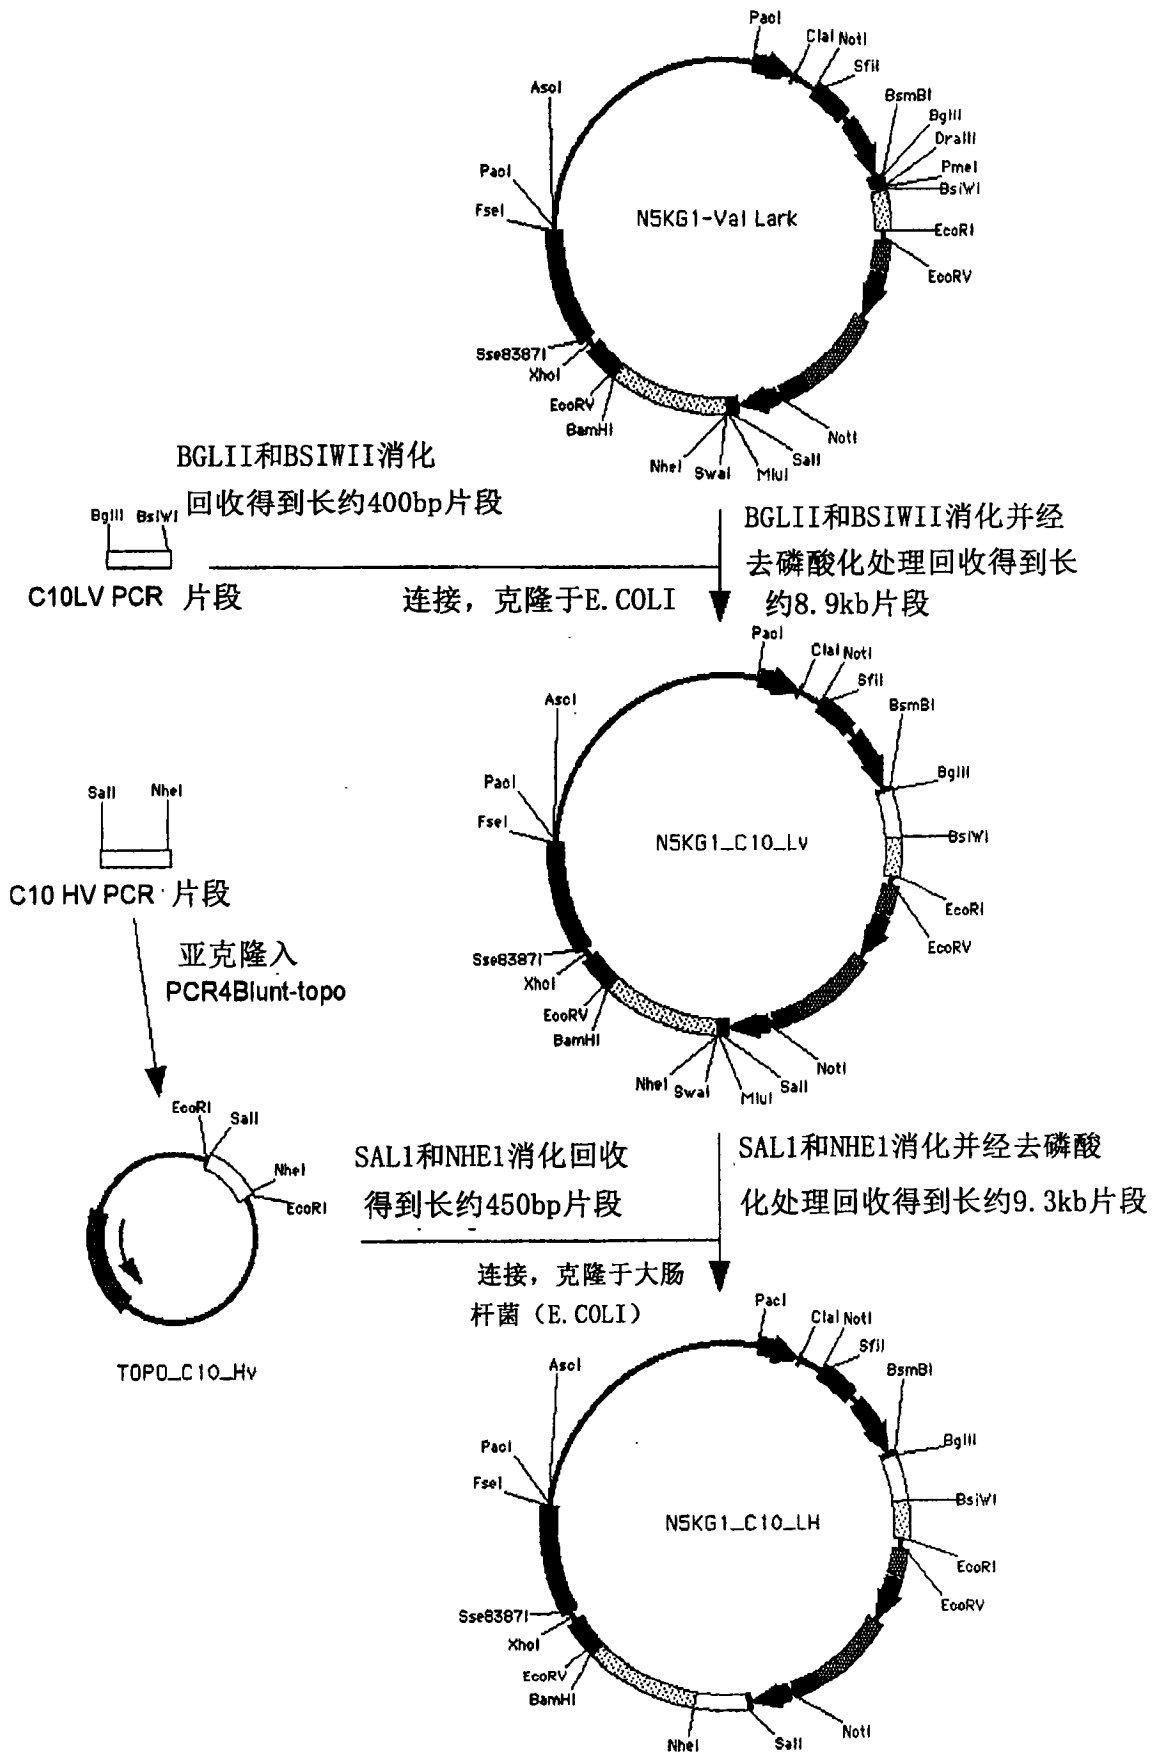 PacI
ClaI NotI
SfiI
AscI
BsmBI
BglII
DraIII
PmeI
BsiWI
PacI
FseI
N5KG1-Val Lark
EcoRI
EcoRV
Sse8387I
XhoI
EcoRV
BamHI
NotI
SalI
NheI
SwaI
MluI
BGLII和BSIWII消化
回收得到长约400bp片段
BglII BsiWI
C10LV PCR 片段
BGLII和BSIWII消化并经
去磷酸化处理回收得到长
约8.9kb片段
连接，克隆于E.COLI
PacI
ClaI NotI
SfiI
AscI
BsmBI
BglII
PacI
FseI
N5KG1_C10_Lv
BsiWI
EcoRI
EcoRV
Sse8387I
XhoI
EcoRV
BamHI
NotI
NheI
SwaI
MluI
SalI
SalI NheI
C10 HV PCR 片段
亚克隆入
PCR4Blunt-topo
EcoRI
SalI
NheI
EcoRI
TOPO_C10_Hv
SAL1和NHE1消化回收
得到长约450bp片段
SAL1和NHE1消化并经去磷酸
化处理回收得到长约9.3kb片段
连接，克隆于大肠
杆菌（E.COLI）
PacI
ClaI NotI
SfiI
AscI
BsmBI
BglII
PacI
FseI
N5KG1_C10_LH
BsiWI
EcoRI
EcoRV
Sse8387I
XhoI
EcoRV
BamHI
NotI
NheI
SalI